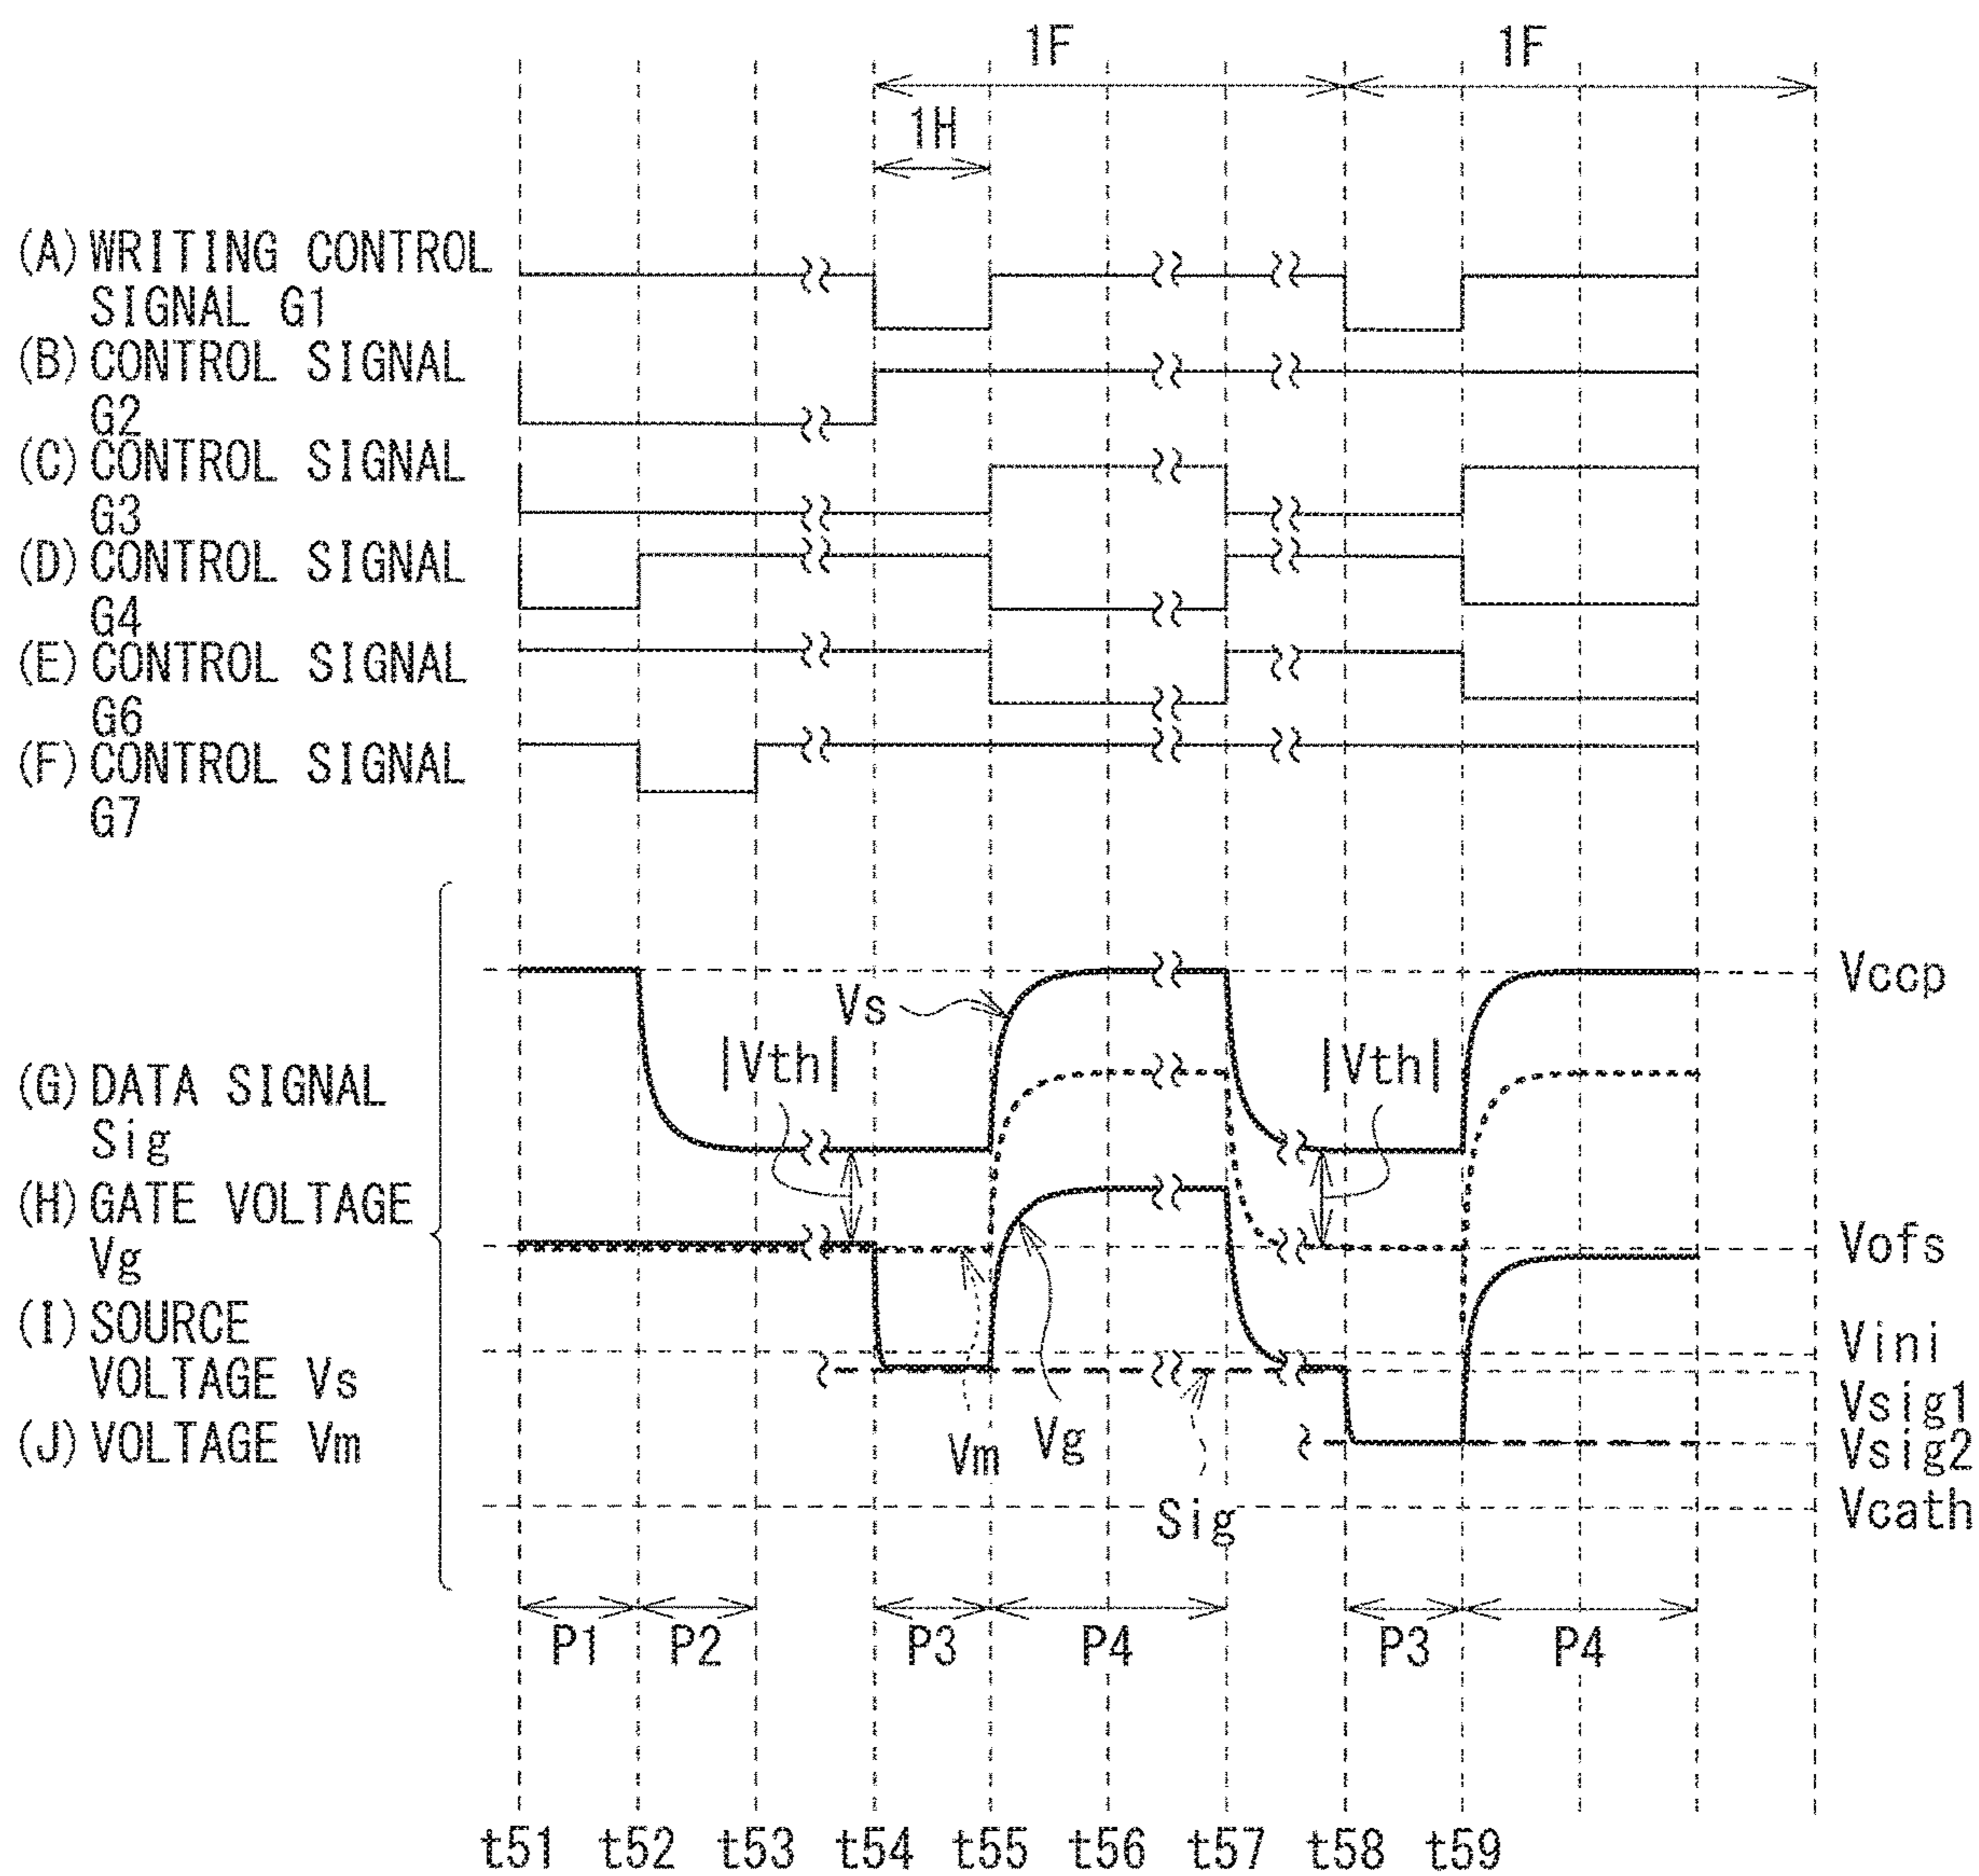 1F 1F
1H
(A) WRITING CONTROL
SIGNAL G1
(B) CONTROL SIGNAL
G2
(C) CONTROL SIGNAL
G3
(D) CONTROL SIGNAL
G4
(E) CONTROL SIGNAL
G6
(F) CONTROL SIGNAL
G7
Vccp
Vs
|Vth| |Vth|
(G) DATA SIGNAL
Sig
(H) GATE VOLTAGE
Vg
Vofs
(I) SOURCE
VOLTAGE Vs
Vini
Vsig1
(J) VOLTAGE Vm
Vm Vg
Vsig2
Sig
Vcath
P1 P2 P3 P4 P3 P4
t51 t52 t53 t54 t55 t56 t57 t58 t59